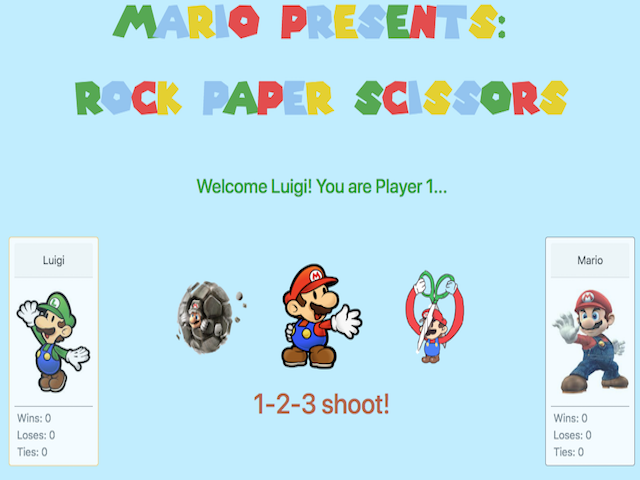 MARIO PRESENTS:
ROCK PAPER SCISSORS
Welcome Luigi! You are Player 1...
Luigi
Wins: 0
Loses: 0
Ties: 0
1-2-3 shoot!
Mario
Wins: 0
Loses: 0
Ties: 0